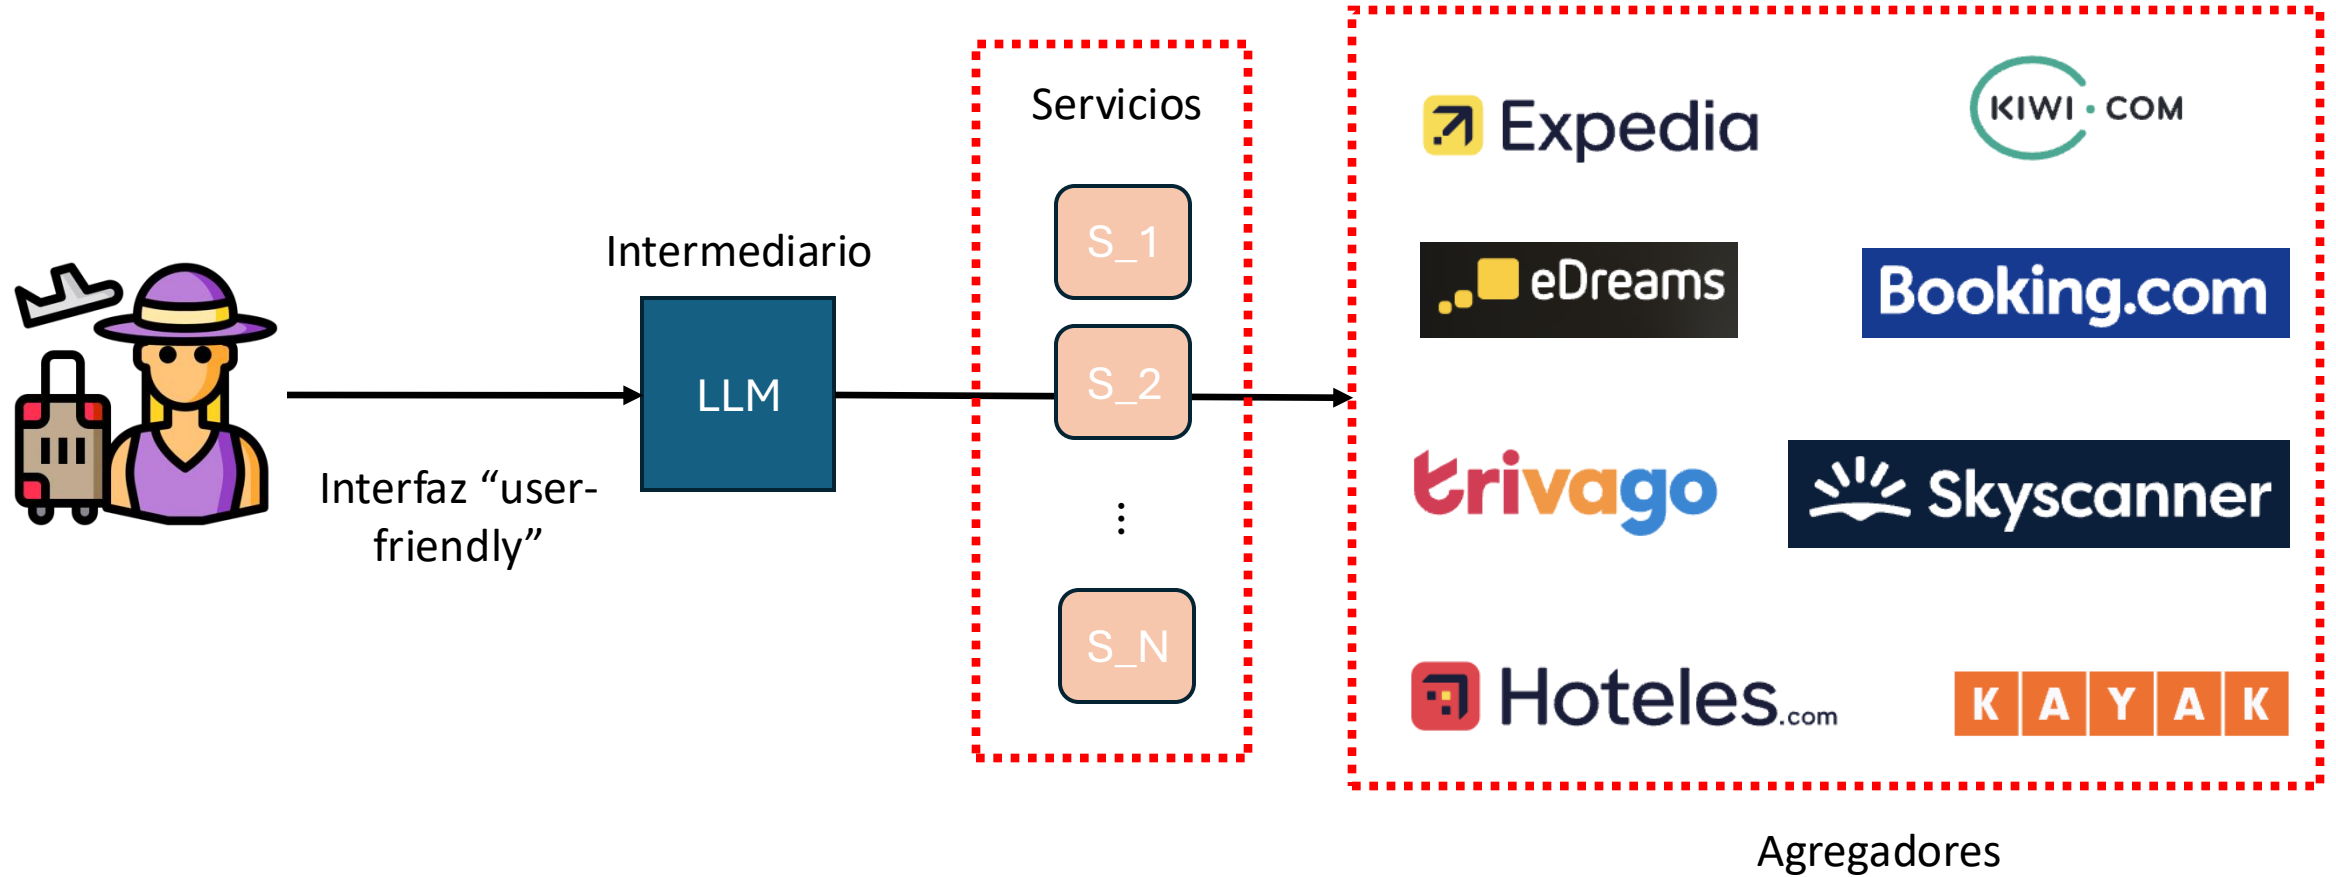 Servicios
S_1
S_2
⋮
S_N
Intermediario
LLM
Interfaz “user-
friendly”
Expedia
KIWI.COM
eDreams
Booking.com
trivago
Skyscanner
Hoteles.com
KAYAK
Agregadores